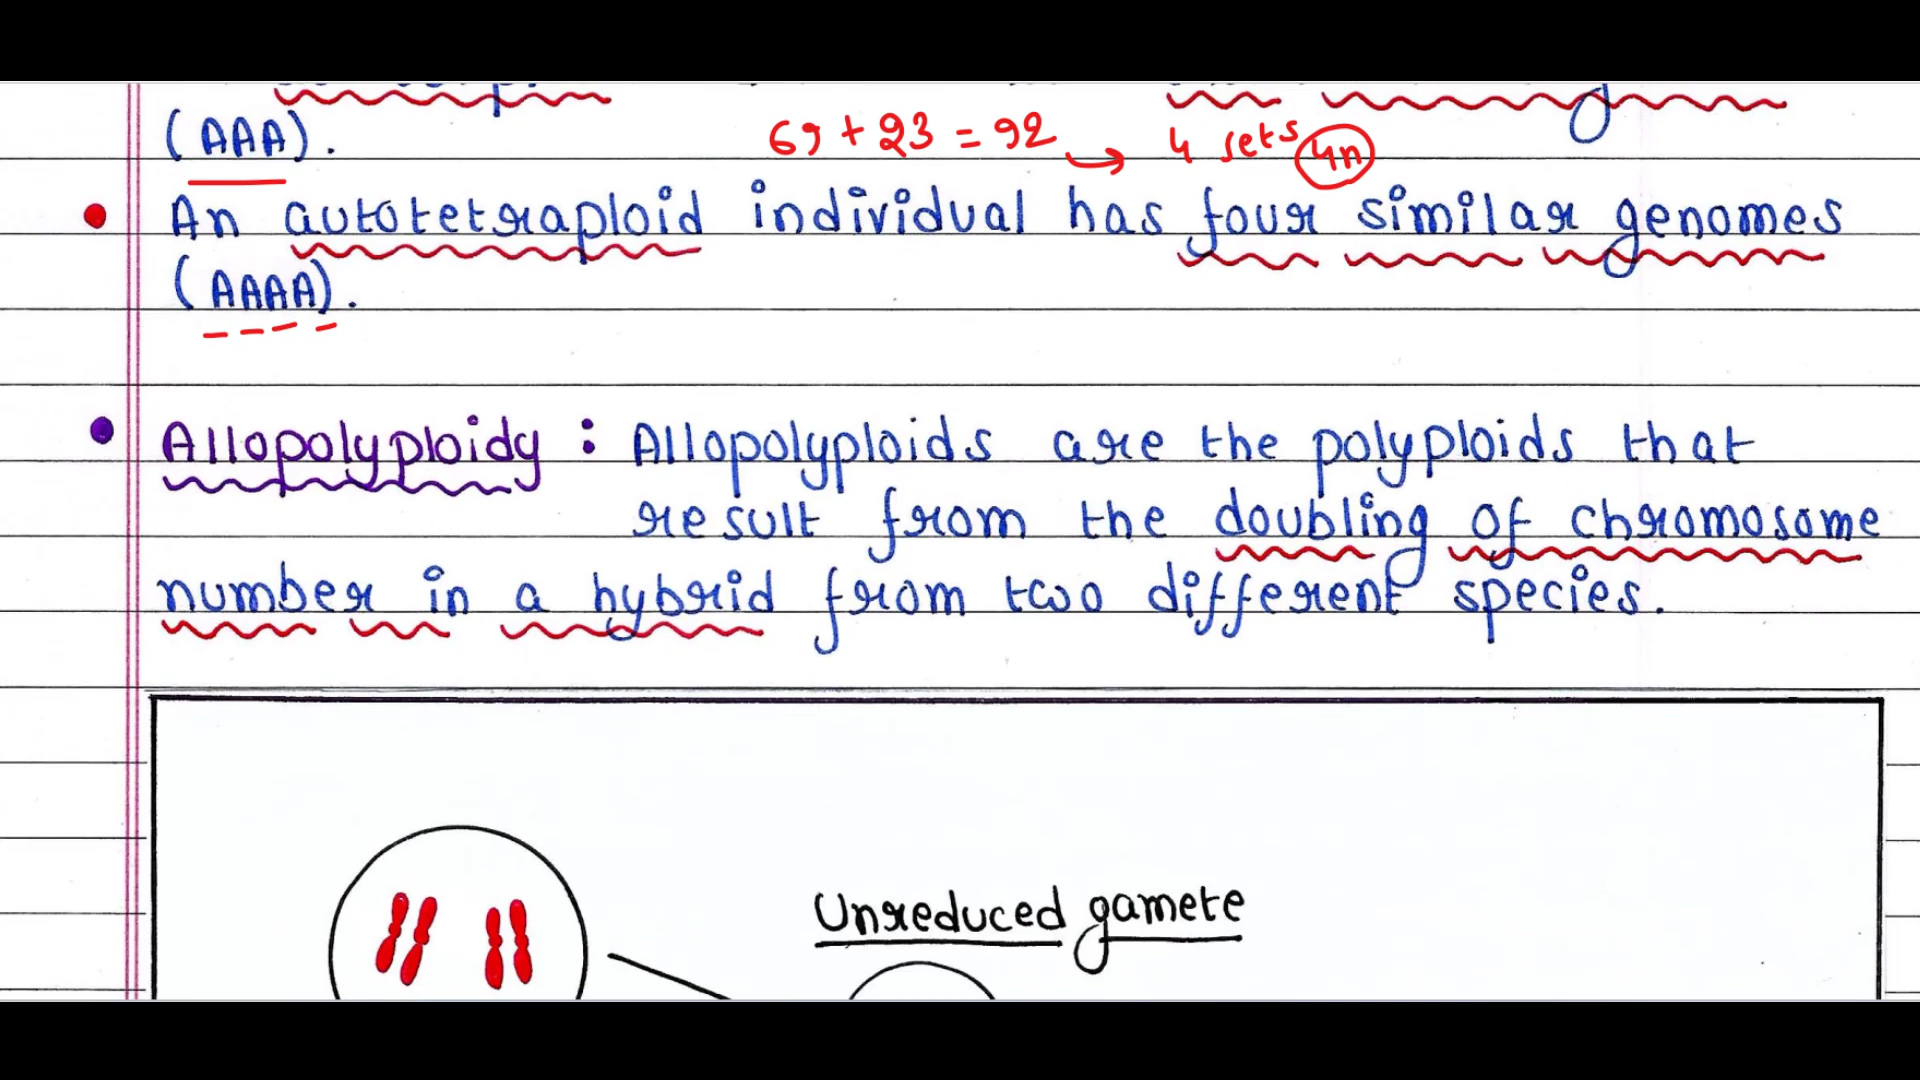 (AAA).
69 + 23 = 92 → 4 sets 4n
An autotetraploid individual has four similar genomes
(AAAA).
Allopolyploidy : Allopolyploids are the polyploids that
result from the doubling of chromosome
number in a hybrid from two different species.
Unreduced gamete